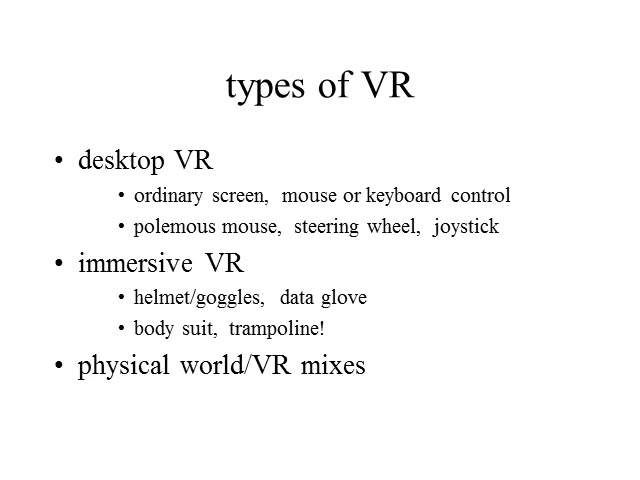 types of VR
• desktop VR
• ordinary screen, mouse or keyboard control
• polemous mouse, steering wheel, joystick
• immersive VR
• helmet/goggles, data glove
• body suit, trampoline!
• physical world/VR mixes